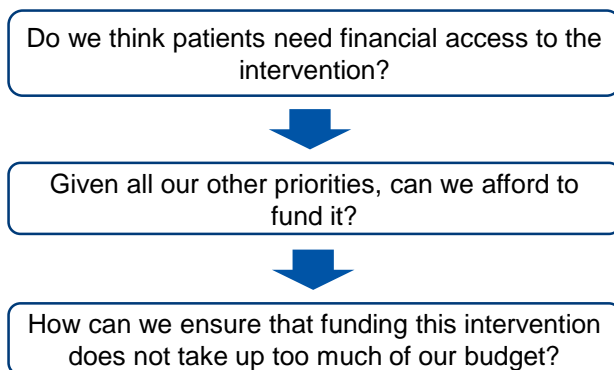 Do we think patients need financial access to the
intervention?
Given all our other priorities, can we afford to
fund it?
How can we ensure that funding this intervention
does not take up too much of our budget?